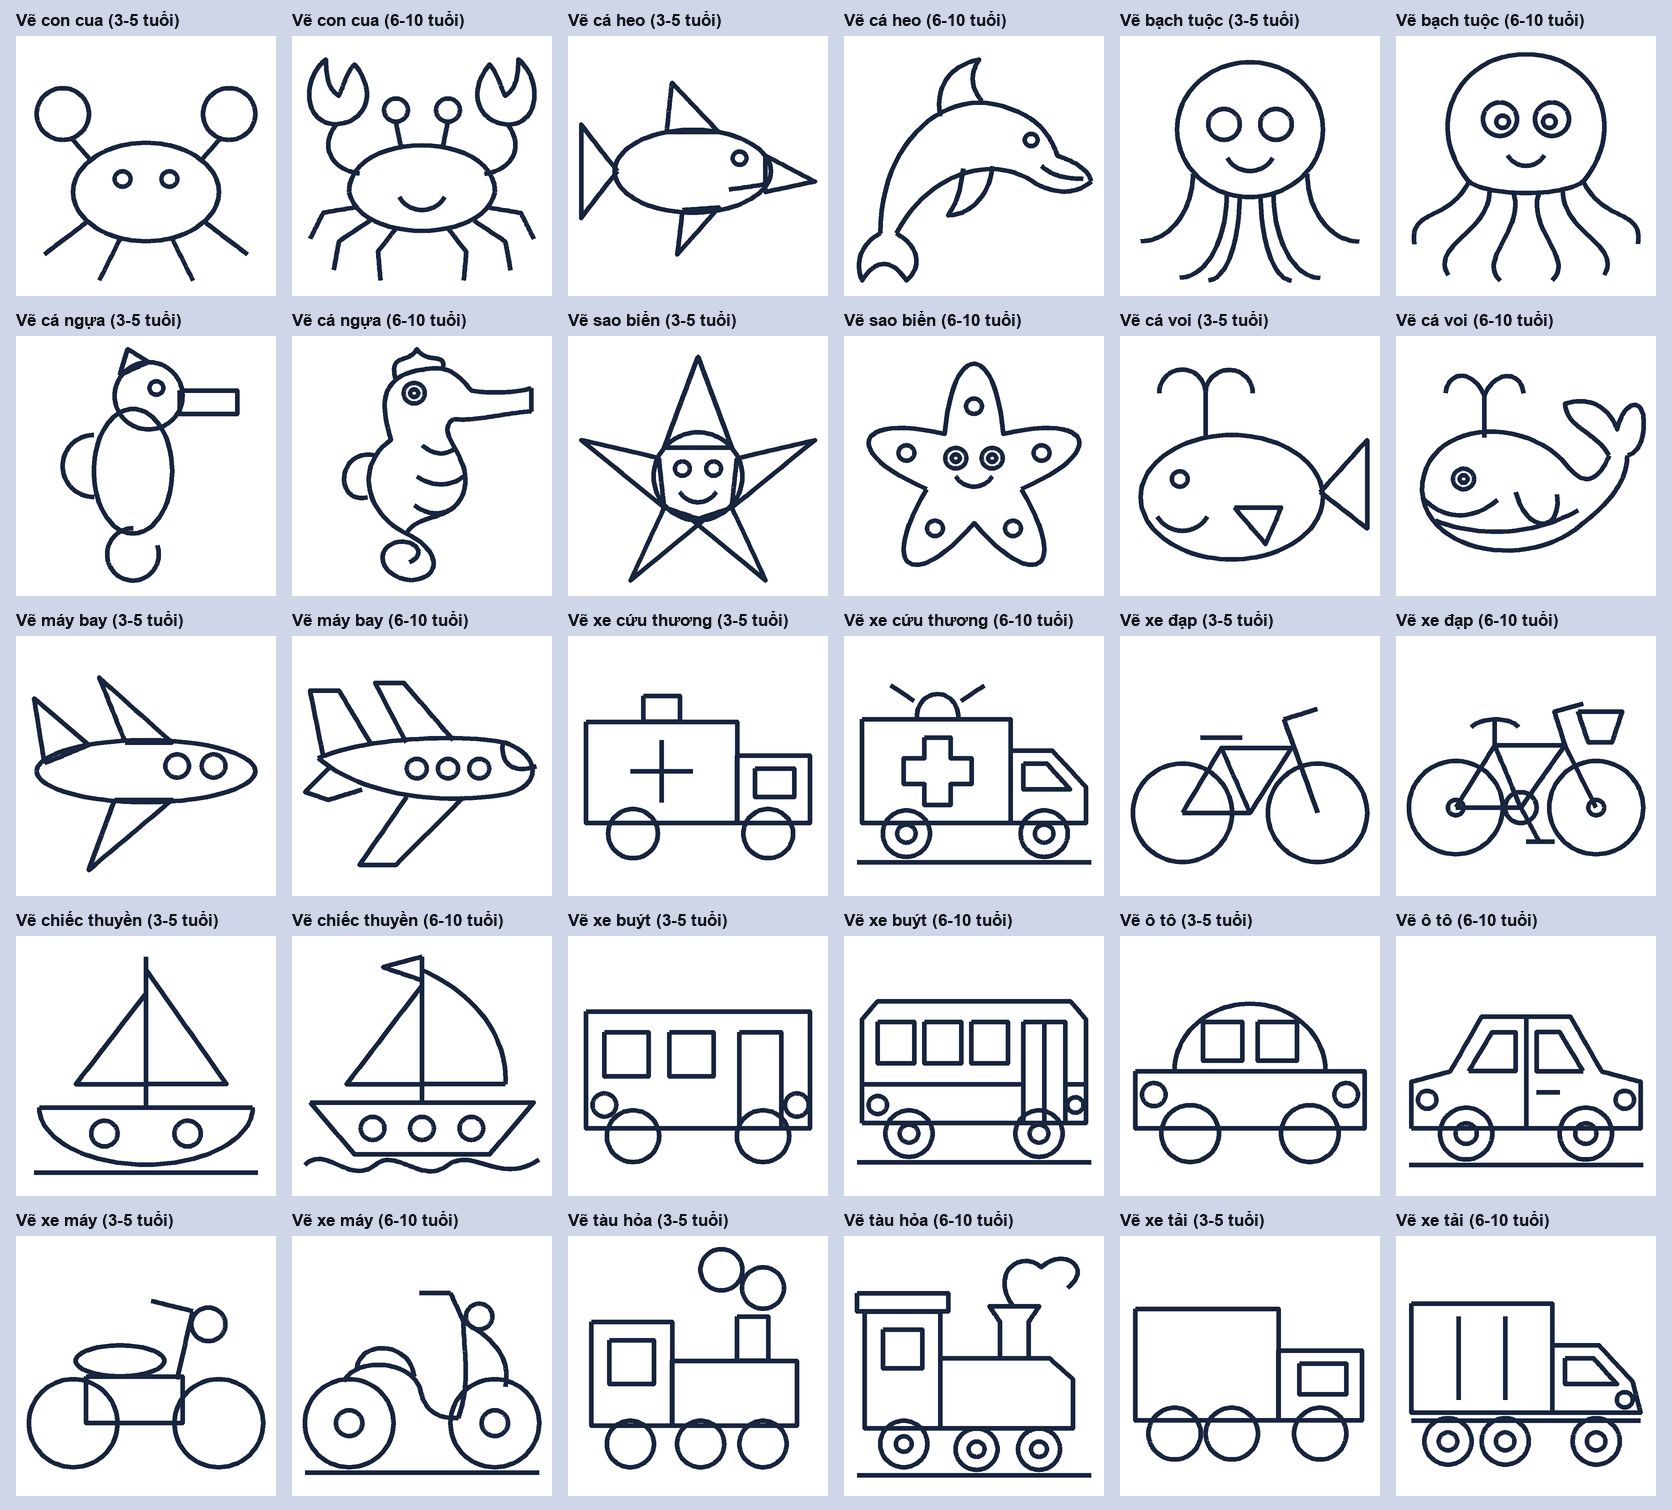 Vẽ con cua (3-5 tuổi)
Vẽ con cua (6-10 tuổi)
Vẽ cá heo (3-5 tuổi)
Vẽ cá heo (6-10 tuổi)
Vẽ bạch tuộc (3-5 tuổi)
Vẽ bạch tuộc (6-10 tuổi)
Vẽ cá ngựa (3-5 tuổi)
Vẽ cá ngựa (6-10 tuổi)
Vẽ sao biển (3-5 tuổi)
Vẽ sao biển (6-10 tuổi)
Vẽ cá voi (3-5 tuổi)
Vẽ cá voi (6-10 tuổi)
Vẽ máy bay (3-5 tuổi)
Vẽ máy bay (6-10 tuổi)
Vẽ xe cứu thương (3-5 tuổi)
Vẽ xe cứu thương (6-10 tuổi)
Vẽ xe đạp (3-5 tuổi)
Vẽ xe đạp (6-10 tuổi)
Vẽ chiếc thuyền (3-5 tuổi)
Vẽ chiếc thuyền (6-10 tuổi)
Vẽ xe buýt (3-5 tuổi)
Vẽ xe buýt (6-10 tuổi)
Vẽ ô tô (3-5 tuổi)
Vẽ ô tô (6-10 tuổi)
Vẽ xe máy (3-5 tuổi)
Vẽ xe máy (6-10 tuổi)
Vẽ tàu hỏa (3-5 tuổi)
Vẽ tàu hỏa (6-10 tuổi)
Vẽ xe tải (3-5 tuổi)
Vẽ xe tải (6-10 tuổi)